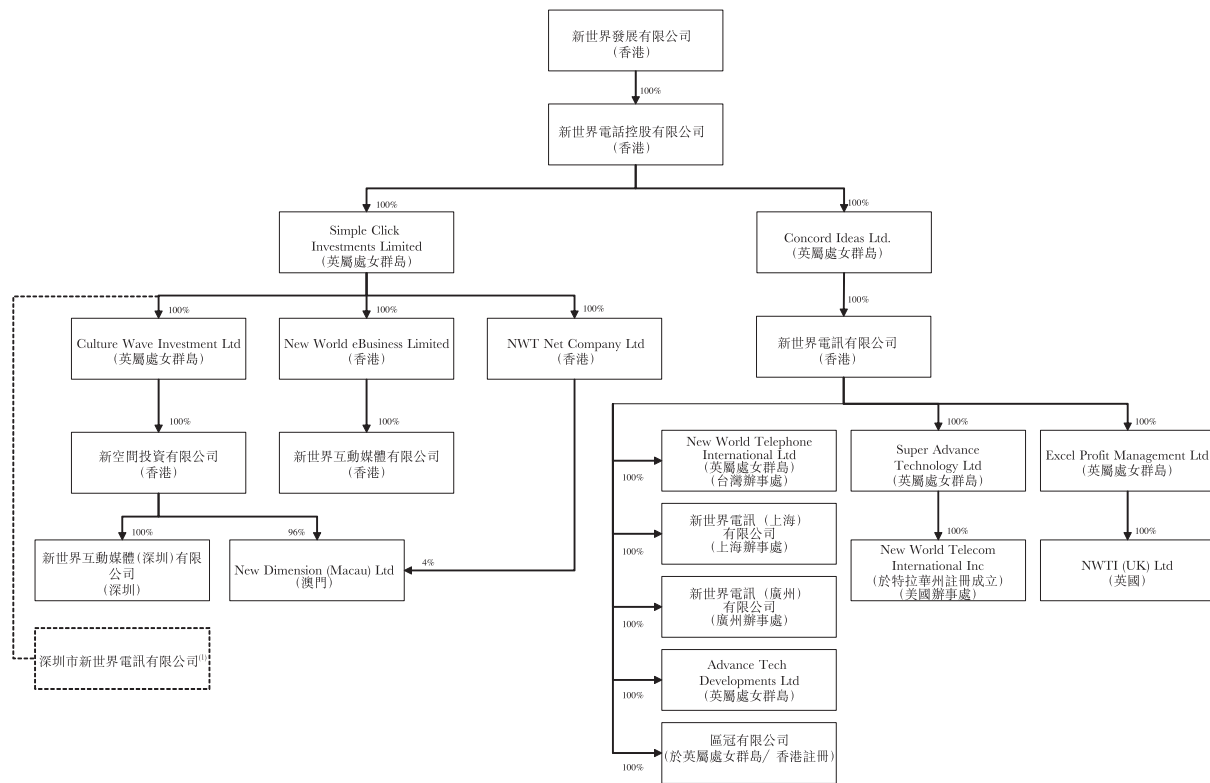 新世界發展有限公司
(香港)
100%
新世界電話控股有限公司
(香港)
100%
100%
Simple Click
Investments Limited
(英屬處女群島)
Concord Ideas Ltd.
(英屬處女群島)
100%
100%
100%
100%
Culture Wave Investment Ltd
(英屬處女群島)
New World eBusiness Limited
(香港)
NWT Net Company Ltd
(香港)
新世界電訊有限公司
(香港)
100%
100%
100%
100%
新空間投資有限公司
(香港)
新世界互動媒體有限公司
(香港)
New World Telephone
International Ltd
(英屬處女群島)
(台灣辦事處)
100%
Super Advance
Technology Ltd
(英屬處女群島)
Excel Profit Management Ltd
(英屬處女群島)
100%
96%
100%
100%
新世界互動媒體(深圳)有限
公司
(深圳)
New Dimension (Macau) Ltd
(澳門)
4%
新世界電訊(上海)
有限公司
(上海辦事處)
100%
New World Telecom
International Inc
(於特拉華州註冊成立)
(美國辦事處)
NWTI (UK) Ltd
(英國)
新世界電訊(廣州)
有限公司
(廣州辦事處)
100%
深圳市新世界電訊有限公司(1)
Advance Tech
Developments Ltd
(英屬處女群島)
100%
區冠有限公司
(於英屬處女群島/ 香港註冊)
100%